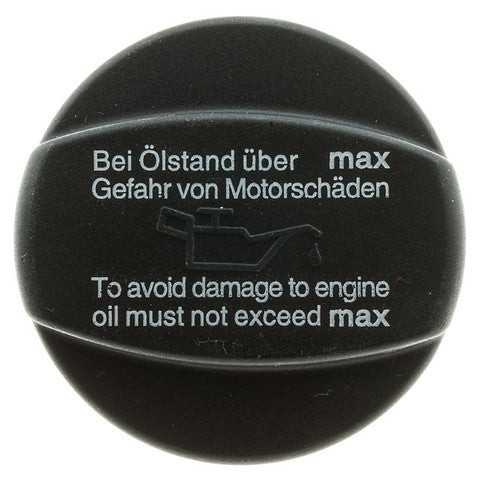 Bei Ölstand über max
Gefahr von Motorschäden
To avoid damage to engine
oil must not exceed max